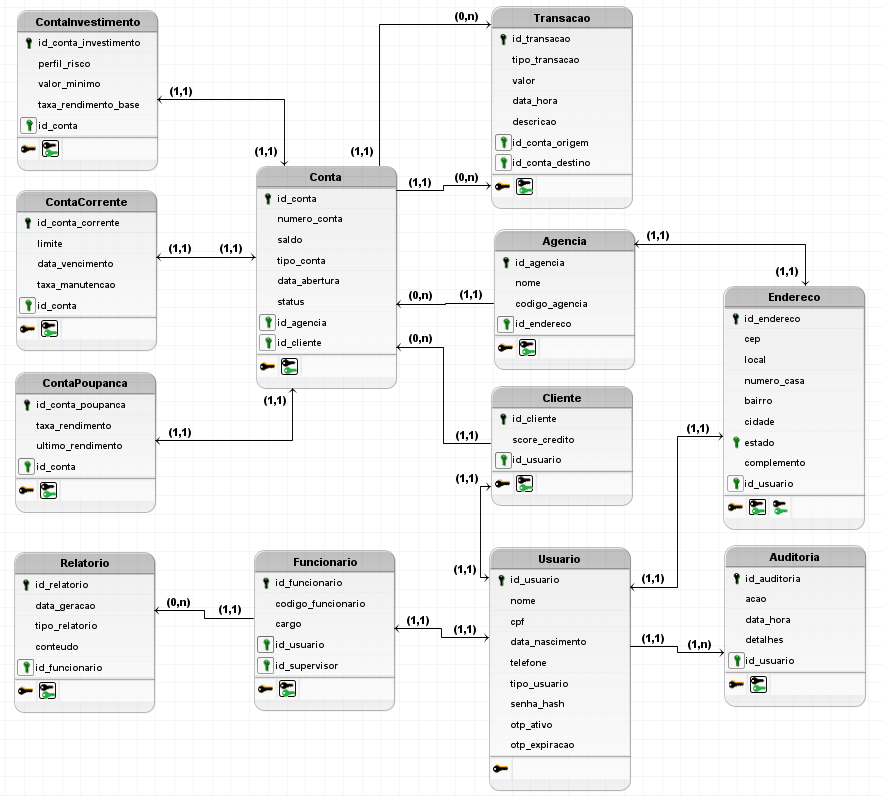 ContaInvestimento
id_conta_investimento
perfil_risco
valor_minimo
taxa_rendimento_base
id_conta
(1,1)
(1,1)
ContaCorrente
id_conta_corrente
limite
data_vencimento
taxa_manutencao
id_conta
(1,1)
(1,1)
ContaPoupanca
id_conta_poupanca
taxa_rendimento
ultimo_rendimento
id_conta
(1,1)
(1,1)
Conta
id_conta
numero_conta
saldo
tipo_conta
data_abertura
status
id_agencia
id_cliente
(1,1)
(0,n)
(1,1)
(0,n)
Transacao
id_transacao
tipo_transacao
valor
data_hora
descricao
id_conta_origem
id_conta_destino
(0,n)
(1,1)
Agencia
id_agencia
nome
codigo_agencia
id_endereco
(1,1)
(1,1)
(0,n)
(1,1)
Cliente
id_cliente
score_credito
id_usuario
(1,1)
(1,1)
Endereco
id_endereco
cep
local
numero_casa
bairro
cidade
estado
complemento
id_usuario
(1,1)
(1,1)
Relatorio
id_relatorio
data_geracao
tipo_relatorio
conteudo
id_funcionario
(0,n)
(1,1)
Funcionario
id_funcionario
codigo_funcionario
cargo
id_usuario
id_supervisor
(1,1)
(1,1)
Usuario
id_usuario
nome
cpf
data_nascimento
telefone
tipo_usuario
senha_hash
otp_ativo
otp_expiracao
(1,1)
(1,n)
Auditoria
id_auditoria
acao
data_hora
detalhes
id_usuario